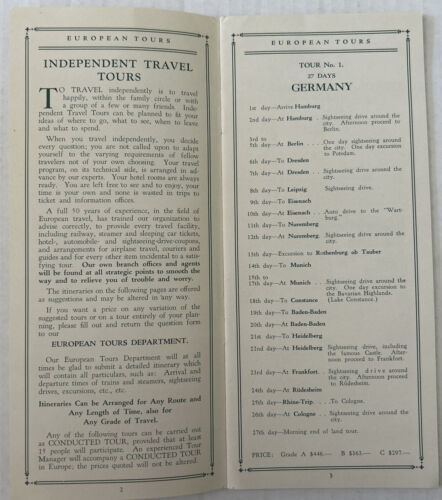 EUROPEAN TOURS
INDEPENDENT TRAVEL
TOURS
TO TRAVEL independently is to travel
happily, within the family circle or with
a group of a few or many friends. Inde-
pendent Travel Tours can be planned to fit your
ideas of where to go, what to see, when to leave
and what to spend.
When you travel independently, you decide
every question; you are not called upon to adapt
yourself to the varying requirements of fellow
travelers not of your own choosing. Your travel
program, on its technical side, is arranged in ad-
vance by our experts. Your hotel rooms are always
ready. You are left free to see and to enjoy, your
time is your own and none is wasted in trips to
ticket and information offices.
A full 50 years of experience, in the field of
European travel, has trained our organisation to
advise correctly, to provide every travel facility,
including railway, steamer and sleeping car tickets,
hotel-, automobile- and sightseeing-drive-coupons,
and arrangements for airplane travel, couriers and
guides and for every other item incidental to a satis-
fying tour. Our own branch offices and agents
will be found at all strategic points to smooth the
way and to relieve you of trouble and worry.
The itineraries on the following pages are offered
as suggestions and may be altered in any way.
If you want a price on any variation of the
suggested tours or on a tour entirely of your plan-
ning, please fill out and return the question form
to our
EUROPEAN TOURS DEPARTMENT.
Our European Tours Department will at all
times be glad to submit a detailed itinerary which
will contain all particulars, such as: Arrival and
departure times of trains and steamers, sightseeing
drives, excursions, etc., etc.
Itineraries Can be Arranged for Any Route and
Any Length of Time, also for
Any Grade of Travel.
Any of the following tours can be carried out
as CONDUCTED TOUR, provided that at least
15 people will participate. An experienced Tour
Manager will accompany a CONDUCTED TOUR
in Europe; the prices quoted will not be altered.
2
EUROPEAN TOURS
TOUR No. 1.
27 DAYS
GERMANY
1st day—Arrive Hamburg
2nd day—At Hamburg . Sightseeing drive around the
city. Afternoon proceed to
Berlin.
3rd to
5th day—At Berlin . . . One day sightseeing around
the city. One day excursion
to Potsdam.
6th day—To Dresden
7th day—At Dresden . . Sightseeing drive around the
city.
8th day—To Leipzig . . Sightseeing drive.
9th day—To Eisenach
10th day—At Eisenach . Auto drive to the "Wart-
burg."
11th day—To Nuremberg
12th day—At Nuremberg. Sightseeing drive around the
city.
13th day—Excursion to Rothenburg ob Tauber
14th day—To Munich
15th to
17th day—At Munich . . Sightseeing drive around the
city. One day excursion to
the Bavarian Highlands.
18th day—To Constance (Lake Constance.)
19th day—To Baden-Baden
20th day—At Baden-Baden
21st day—To Heidelberg
22nd day—At Heidelberg Sightseeing drive, including
the famous Castle. After-
noon proceed to Frankfort.
23rd day—At Frankfort. Sightseeing drive around
the city. Afternoon proceed
to Rüdesheim.
24th day—At Rüdesheim
25th day—Rhine-Trip. . . To Cologne.
26th day—At Cologne . . Sightseeing drive around the
city.
27th day—Morning end of land tour.
PRICE: Grade A $446.— B $363.— C $297.—
3